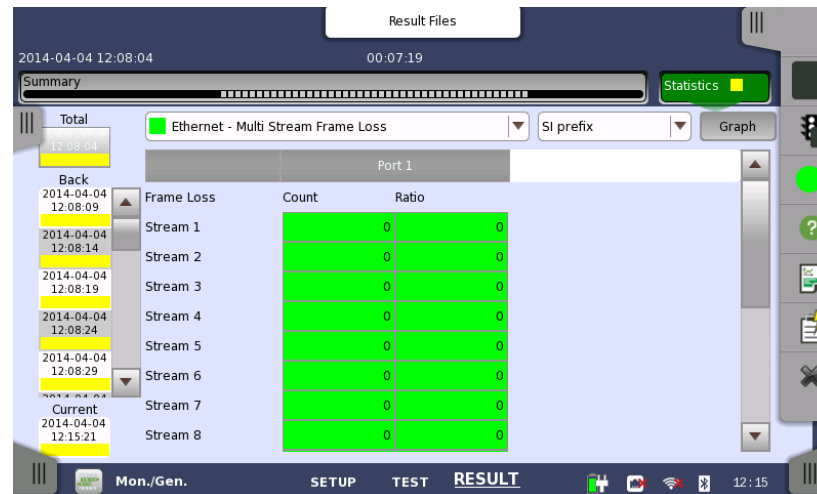 Result Files
2014-04-04 12:08:04 00:07:19
Summary
Statistics
Total
12:08:04
Ethernet - Multi Stream Frame Loss
SI prefix
Graph
Port 1
Back
2014-04-04
12:08:09
2014-04-04
12:08:14
2014-04-04
12:08:19
2014-04-04
12:08:24
2014-04-04
12:08:29
Current
2014-04-04
12:15:21
Frame Loss Count Ratio
Stream 1 0 0
Stream 2 0 0
Stream 3 0 0
Stream 4 0 0
Stream 5 0 0
Stream 6 0 0
Stream 7 0 0
Stream 8 0 0
Mon./Gen. SETUP TEST RESULT 12:15